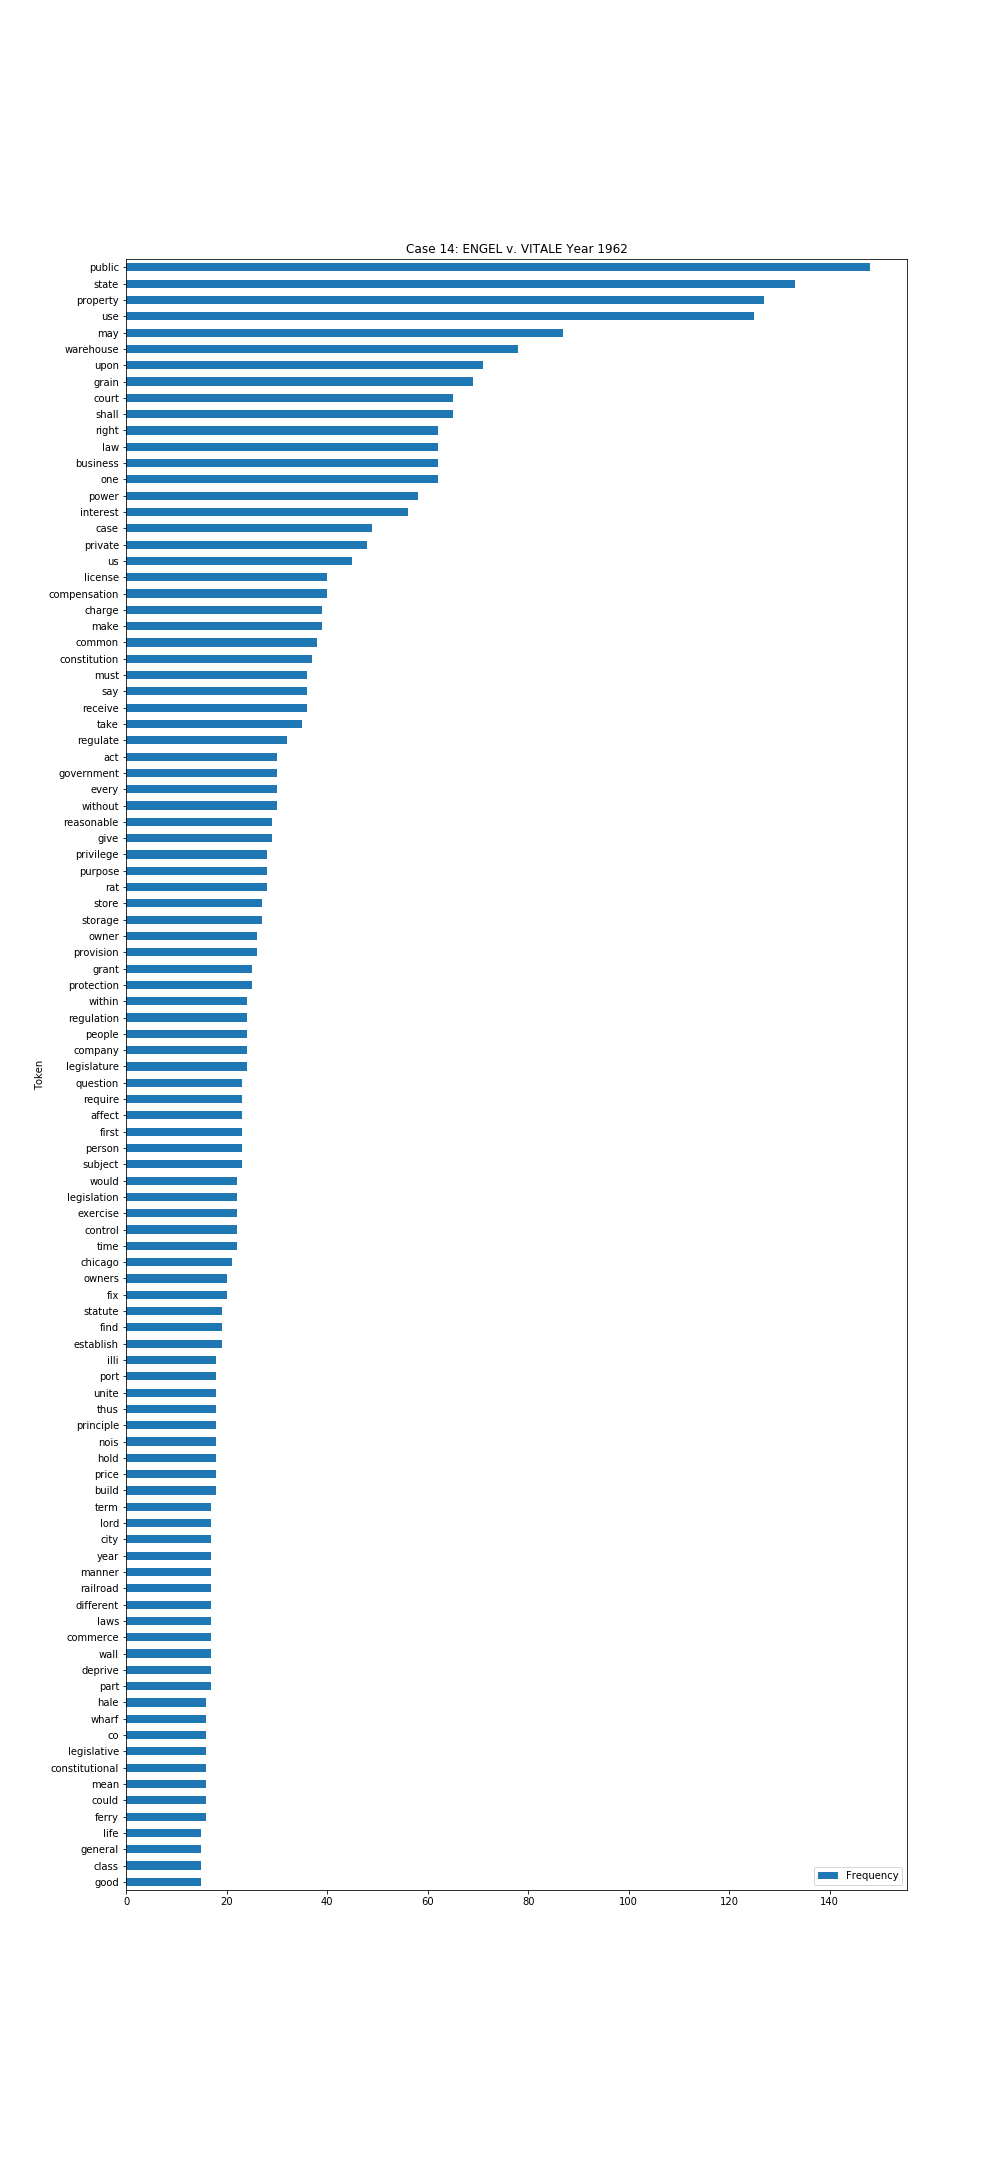 Case 14: ENGEL v. VITALE Year 1962
public
state
property
use
may
warehouse
upon
grain
court
shall
right
law
business
one
power
interest
case
private
us
license
compensation
charge
make
common
constitution
must
say
receive
take
regulate
act
government
every
without
reasonable
give
privilege
purpose
rat
store
storage
owner
provision
grant
protection
within
regulation
people
company
legislature
question
require
affect
first
person
subject
would
legislation
exercise
control
time
chicago
owners
fix
statute
find
establish
illi
port
unite
thus
principle
nois
hold
price
build
term
lord
city
year
manner
railroad
different
laws
commerce
wall
deprive
part
hale
wharf
co
legislative
constitutional
mean
could
ferry
life
general
class
good
Token
Frequency
0 20 40 60 80 100 120 140